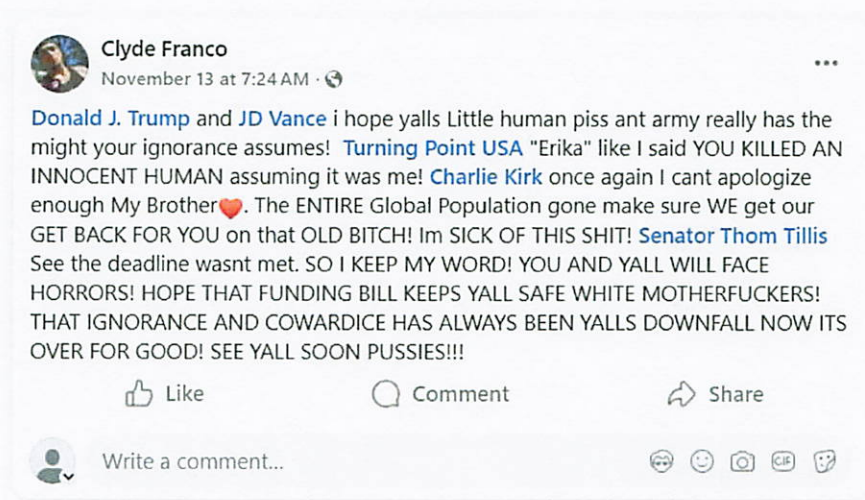 Clyde Franco
November 13 at 7:24 AM ·
Donald J. Trump and JD Vance i hope yalls Little human piss ant army really has the
might your ignorance assumes! Turning Point USA "Erika" like I said YOU KILLED AN
INNOCENT HUMAN assuming it was me! Charlie Kirk once again I cant apologize
enough My Brother❤️. The ENTIRE Global Population gone make sure WE get our
GET BACK FOR YOU on that OLD BITCH! Im SICK OF THIS SHIT! Senator Thom Tillis
See the deadline wasnt met. SO I KEEP MY WORD! YOU AND YALL WILL FACE
HORRORS! HOPE THAT FUNDING BILL KEEPS YALL SAFE WHITE MOTHERFUCKERS!
THAT IGNORANCE AND COWARDICE HAS ALWAYS BEEN YALLS DOWNFALL NOW ITS
OVER FOR GOOD! SEE YALL SOON PUSSIES!!!
Like Comment Share
Write a comment... GIF